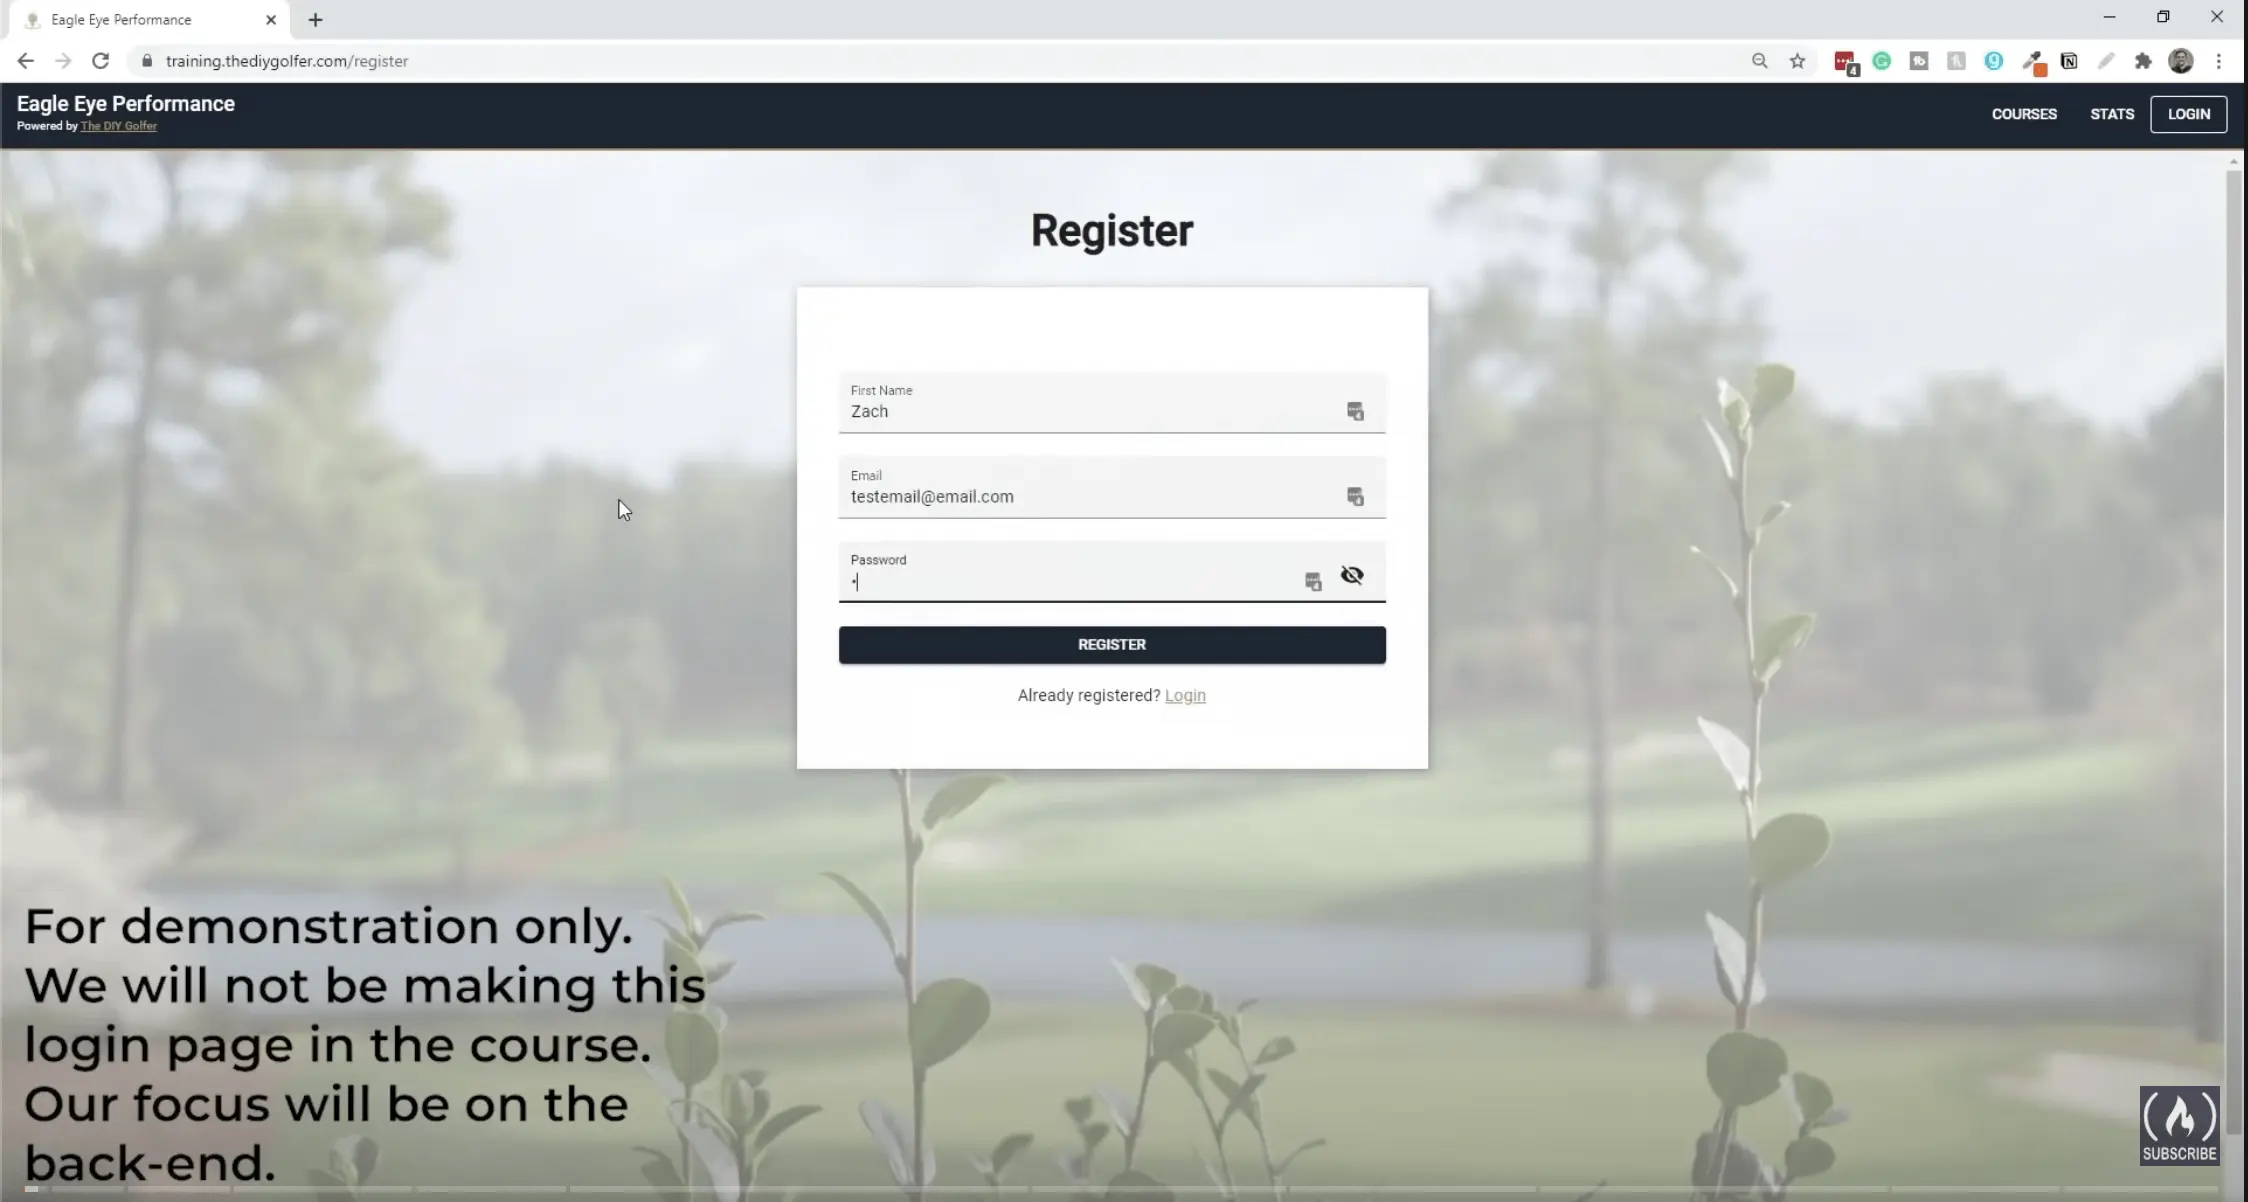 Eagle Eye Performance
training.thediygolfer.com/register
4
Eagle Eye Performance
Powered by The DIY Golfer
COURSES
STATS
LOGIN
Register
First Name
Zach
Email
testemail@email.com
Password
REGISTER
Already registered? Login
For demonstration only.
We will not be making this
login page in the course.
Our focus will be on the
back-end.
SUBSCRIBE